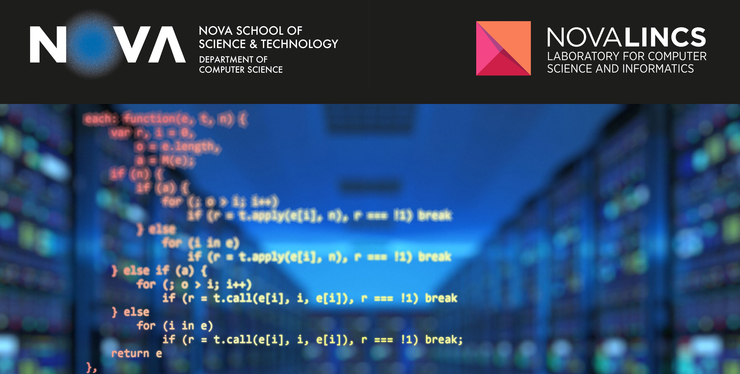 NOVA
NOVA SCHOOL OF
SCIENCE & TECHNOLOGY
DEPARTMENT OF
COMPUTER SCIENCE
NOVALINCS
LABORATORY FOR COMPUTER
SCIENCE AND INFORMATICS
each: function(e, t, n) {
var r, i = 0,
o = e.length,
a = M(e);
if (n) {
if (a) {
for (; o > i; i++)
if (r = t.apply(e[i], n), r === !1) break
} else
for (i in e)
if (r = t.apply(e[i], n), r === !1) break
} else if (a) {
for (; o > i; i++)
if (r = t.call(e[i], i, e[i]), r === !1) break
} else
for (i in e)
if (r = t.call(e[i], i, e[i]), r === !1) break;
return e
},